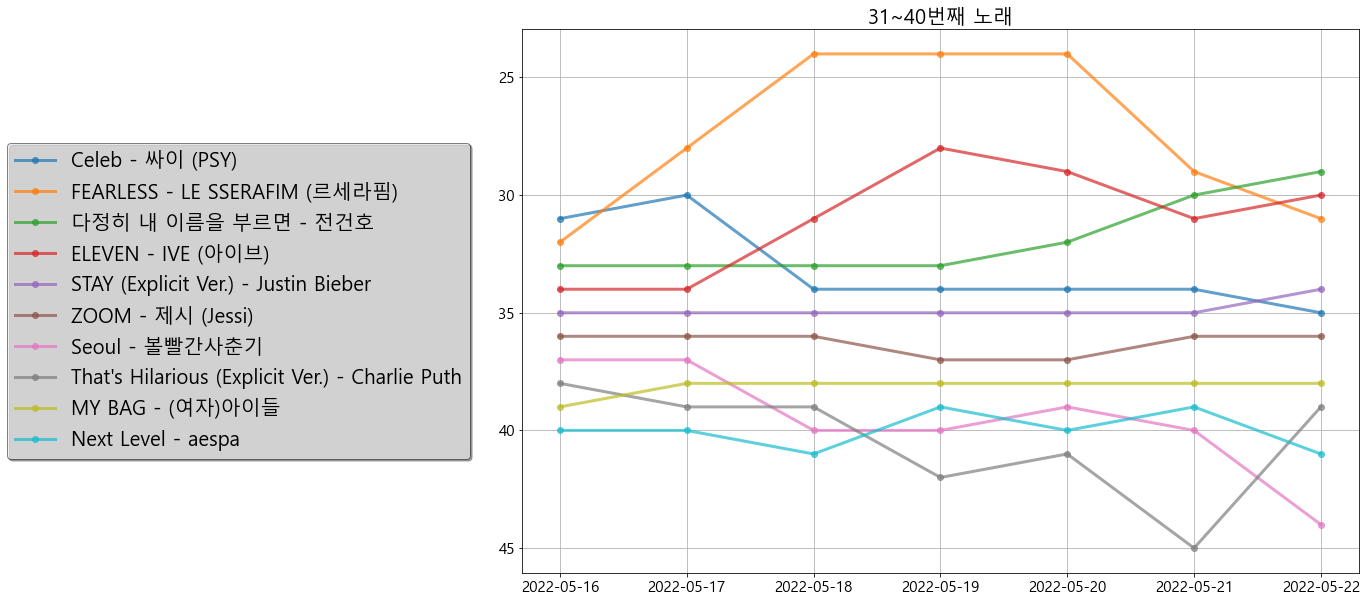 31~40번째 노래
Celeb - 싸이 (PSY)
FEARLESS - LE SSERAFIM (르세라핌)
다정히 내 이름을 부르면 - 전건호
ELEVEN - IVE (아이브)
STAY (Explicit Ver.) - Justin Bieber
ZOOM - 제시 (Jessi)
Seoul - 볼빨간사춘기
That's Hilarious (Explicit Ver.) - Charlie Puth
MY BAG - (여자)아이들
Next Level - aespa
25
30
35
40
45
2022-05-16 2022-05-17 2022-05-18 2022-05-19 2022-05-20 2022-05-21 2022-05-22